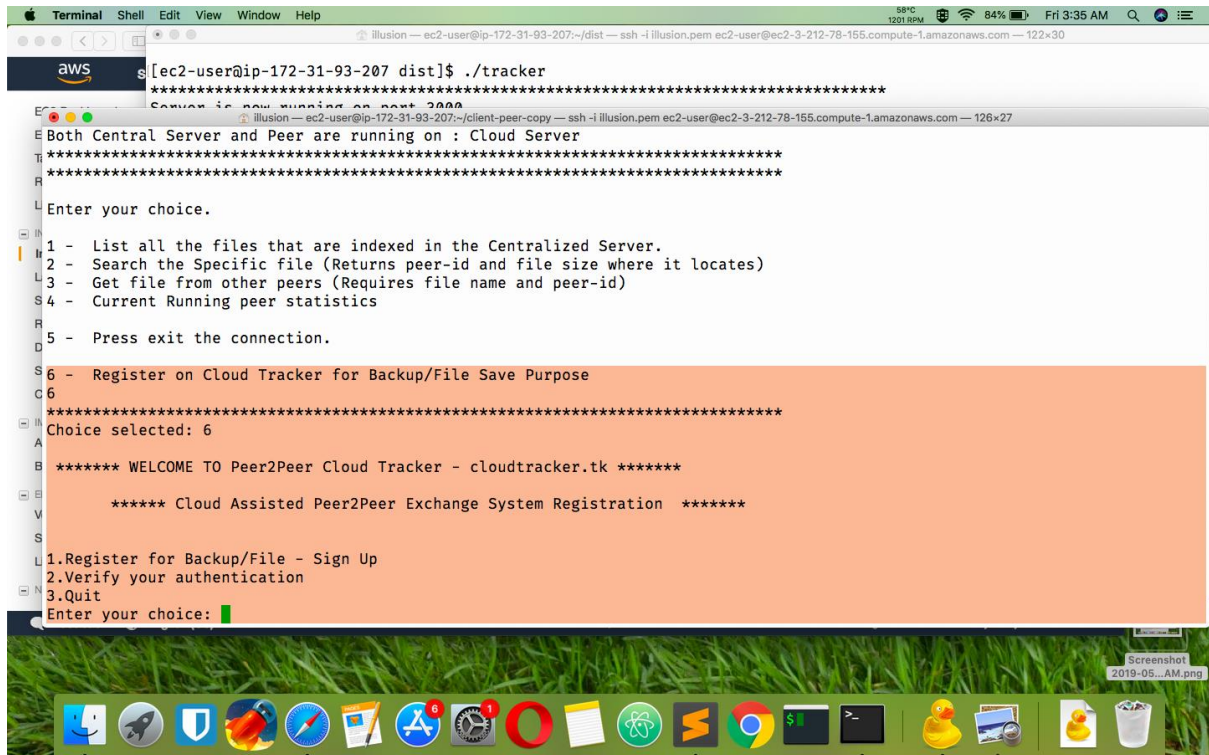 Terminal Shell Edit View Window Help
58°C
1201 RPM
84%
Fri 3:35 AM
illusion — ec2-user@ip-172-31-93-207:~/dist — ssh -i illusion.pem ec2-user@ec2-3-212-78-155.compute-1.amazonaws.com — 122×30
aws
[ec2-user@ip-172-31-93-207 dist]$ ./tracker
********************************************************************************
Server is now running on port 3000
illusion — ec2-user@ip-172-31-93-207:~/client-peer-copy — ssh -i illusion.pem ec2-user@ec2-3-212-78-155.compute-1.amazonaws.com — 126×27
Both Central Server and Peer are running on : Cloud Server
********************************************************************************
********************************************************************************
Enter your choice.
1 -  List all the files that are indexed in the Centralized Server.
2 -  Search the Specific file (Returns peer-id and file size where it locates)
3 -  Get file from other peers (Requires file name and peer-id)
4 -  Current Running peer statistics
5 -  Press exit the connection.
6 -  Register on Cloud Tracker for Backup/File Save Purpose
6
********************************************************************************
Choice selected: 6
******* WELCOME TO Peer2Peer Cloud Tracker - cloudtracker.tk *******
****** Cloud Assisted Peer2Peer Exchange System Registration  *******
1.Register for Backup/File - Sign Up
2.Verify your authentication
3.Quit
Enter your choice:
Screenshot
2019-05...AM.png
6
1